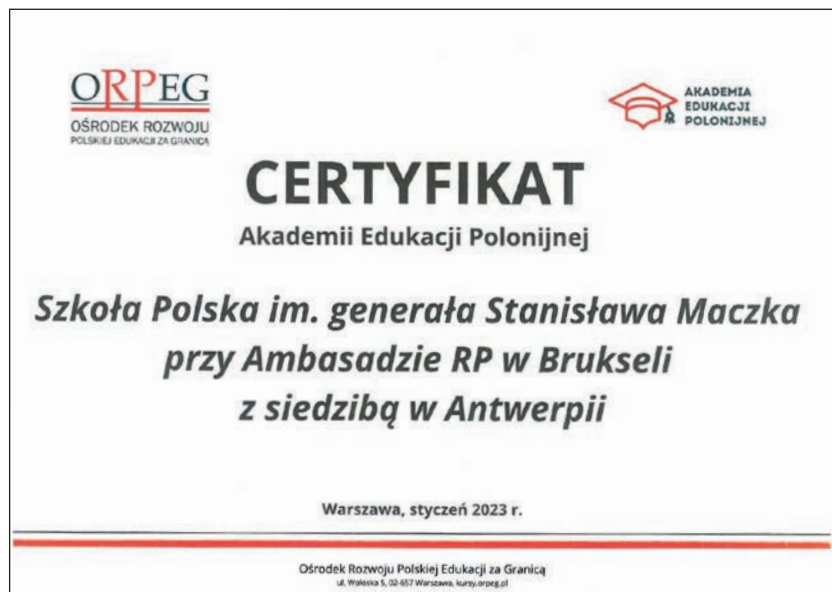 ORPEG
OŚRODEK ROZWOJU
POLSKIEJ EDUKACJI ZA GRANICĄ
AKADEMIA
EDUKACJI
POLONIJNEJ
CERTYFIKAT
Akademii Edukacji Polonijnej
Szkoła Polska im. generała Stanisława Maczka
przy Ambasadzie RP w Brukseli
z siedzibą w Antwerpii
Warszawa, styczeń 2023 r.
Ośrodek Rozwoju Polskiej Edukacji za Granicą
ul. Wołoska 5, 02-657 Warszawa, kursy.orpeg.pl